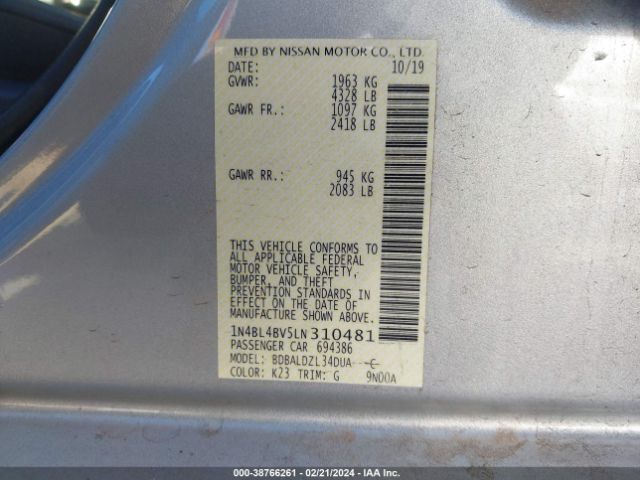 MFD BY NISSAN MOTOR CO., LTD.
DATE: 10/19
GVWR: 1963 KG
4328 LB
GAWR FR.: 1097 KG
2418 LB
GAWR RR.: 945 KG
2083 LB
THIS VEHICLE CONFORMS TO
ALL APPLICABLE FEDERAL
MOTOR VEHICLE SAFETY,
BUMPER, AND THEFT
PREVENTION STANDARDS IN
EFFECT ON THE DATE OF
MANUFACTURE SHOWN ABOVE.
1N4BL4BV5LN310481
PASSENGER CAR 694386
MODEL: BDBALDZL34DUA-C
COLOR: K23 TRIM: G 9N00A
000-38766261 - 02/21/2024 - IAA Inc.